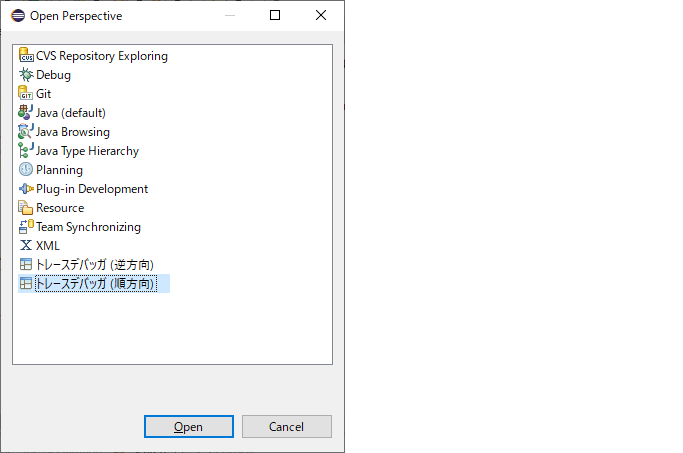 Open Perspective
CVS Repository Exploring
Debug
Git
Java (default)
Java Browsing
Java Type Hierarchy
Planning
Plug-in Development
Resource
Team Synchronizing
XML
トレースデバッガ (逆方向)
トレースデバッガ (順方向)
Open
Cancel